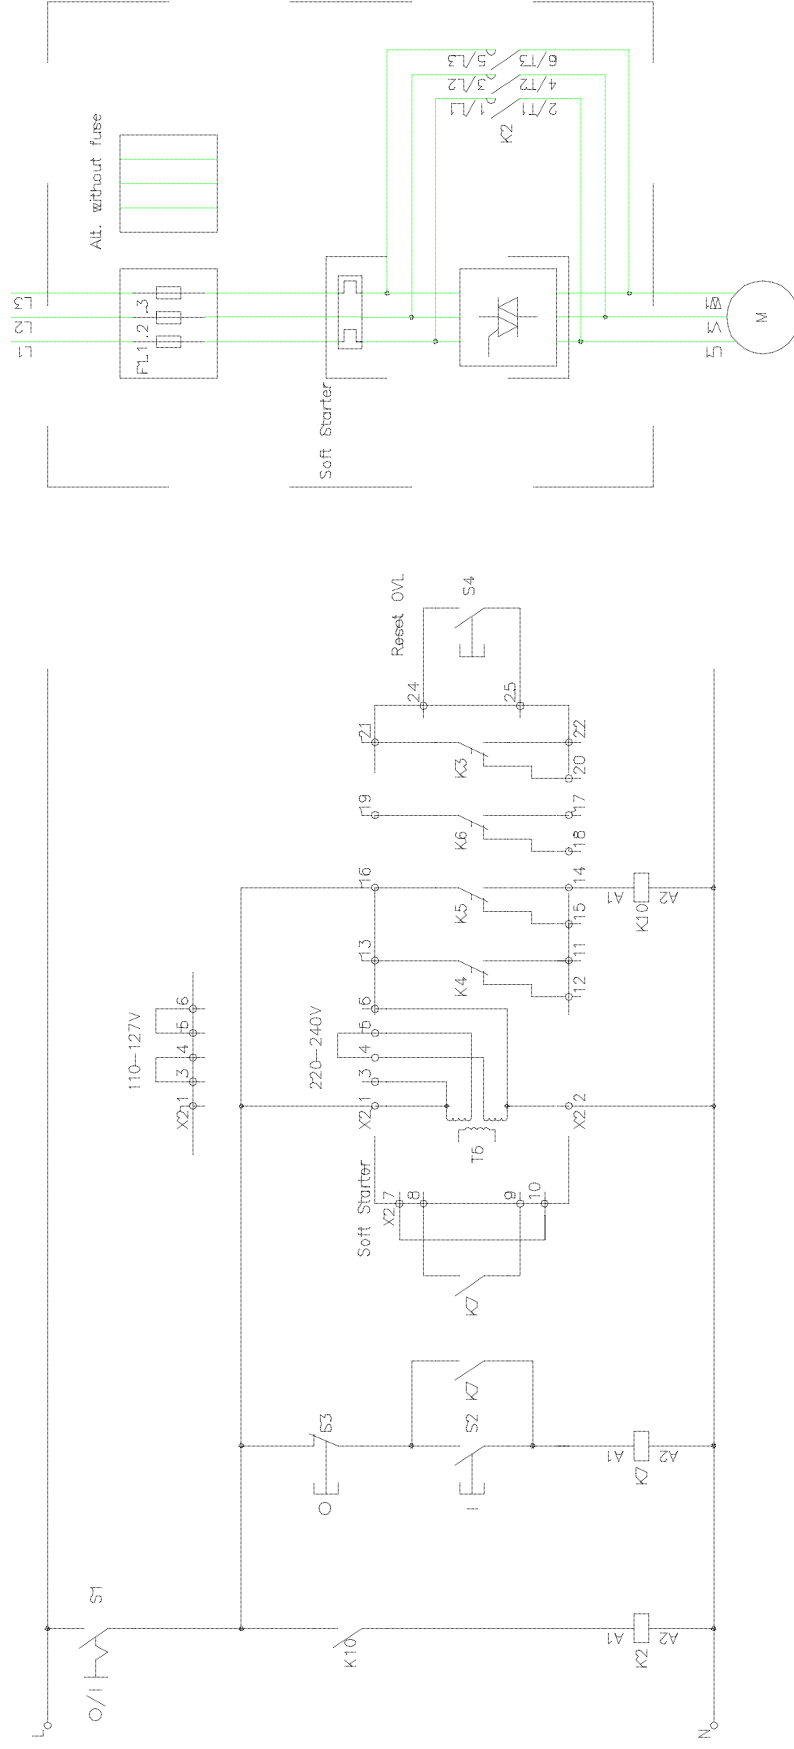 L3
L2
L1
FL1 .2 .3
Alt. without fuse
Soft Starter
5/L3
3/L2
1/L1
6/T3
4/T2
2/T1
K2
W1
V1
U1
M
Reset OVL
S4
24
25
21
22
20
K3
19
17
18
K6
16
14
15
K5
13
11
12
K4
A1
A2
K10
110-127V
X2 1
3
4
5
6
220-240V
X2 1
3
4
5
6
T5
X2 2
Soft Starter
X2 7
8
9
10
K7
K7
S3
O
S2
I
A1
A2
K7
S1
O/I
K10
A1
A2
K2
L
N